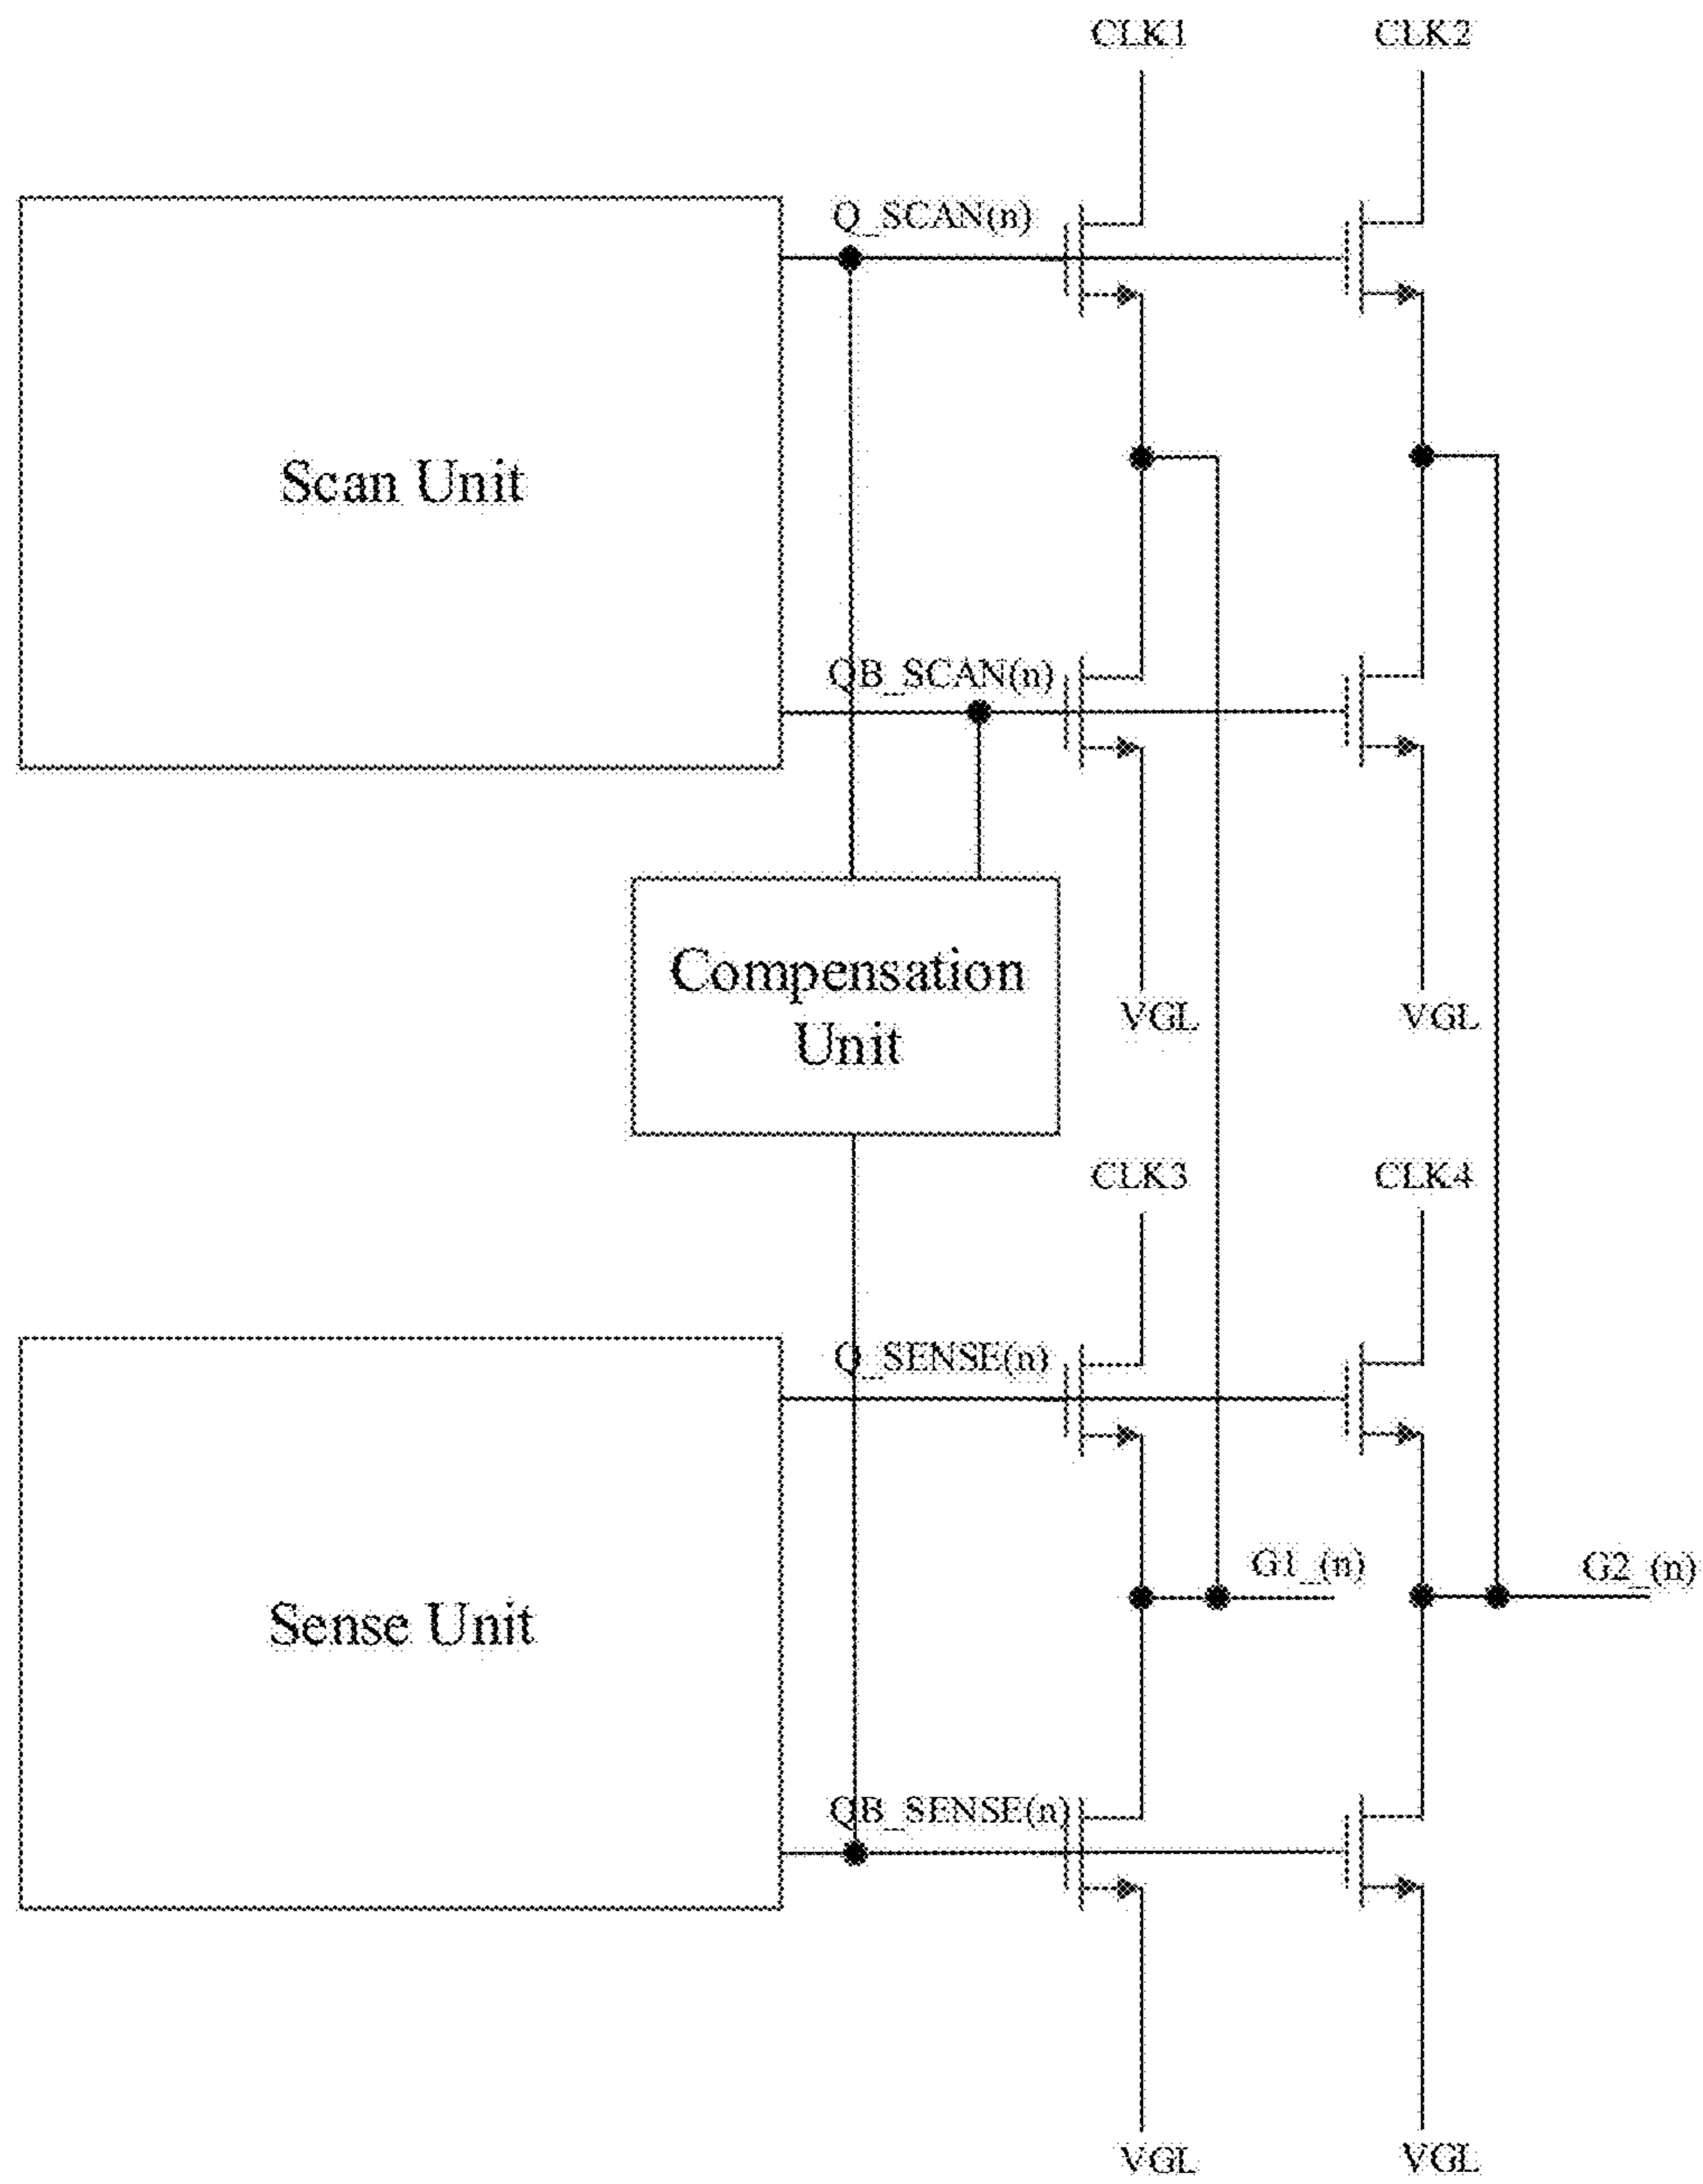 CLK1
CLK2
Q_SCAN(n)
Scan Unit
QB_SCAN(n)
Compensation
Unit
VGL
VGL
CLK3
CLK4
Q_SENSE(n)
G1_(n)
G2_(n)
Sense Unit
QB_SENSE(n)
VGL
VGL